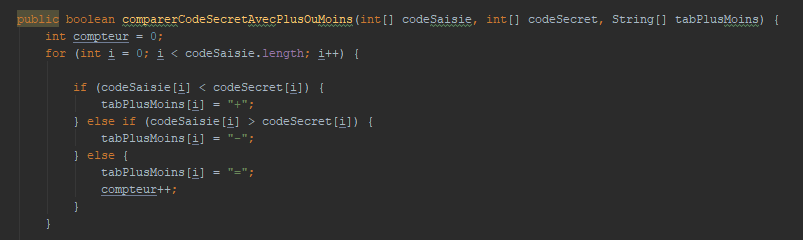 public boolean comparerCodeSecretAvecPlusOuMoins(int[] codeSaisie, int[] codeSecret, String[] tabPlusMoins) {
int compteur = 0;
for (int i = 0; i < codeSaisie.length; i++) {
if (codeSaisie[i] < codeSecret[i]) {
tabPlusMoins[i] = "+";
} else if (codeSaisie[i] > codeSecret[i]) {
tabPlusMoins[i] = "-";
} else {
tabPlusMoins[i] = "=";
compteur++;
}
}